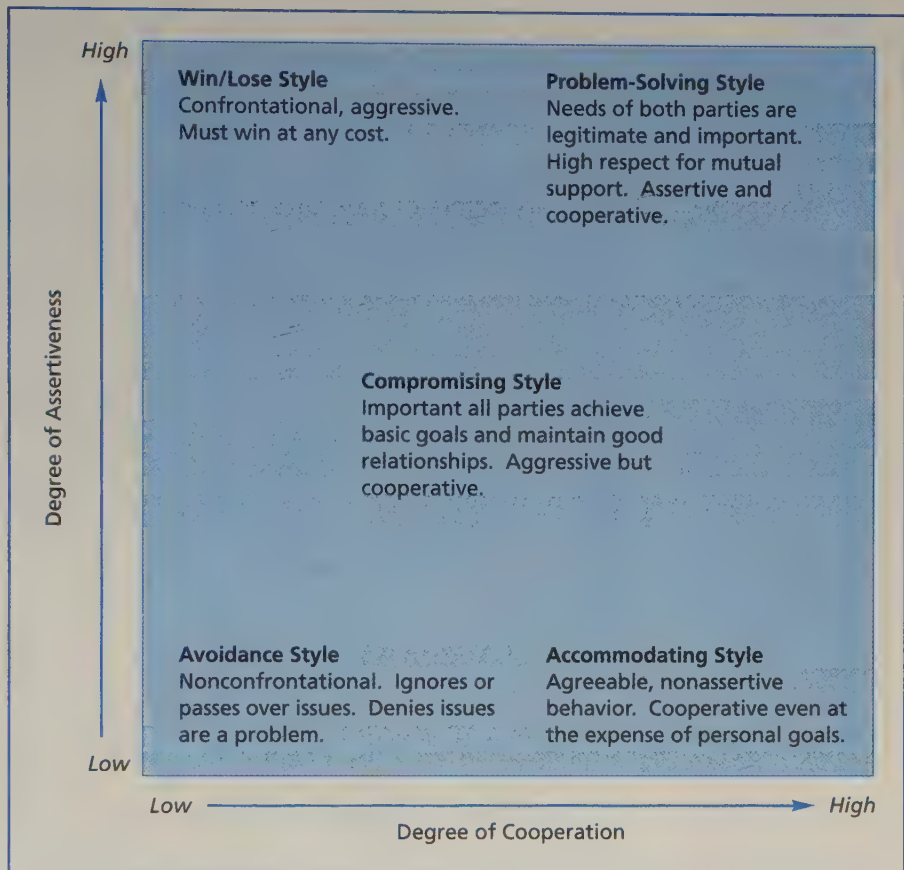 High
Win/Lose Style
Confrontational, aggressive.
Must win at any cost.
Problem-Solving Style
Needs of both parties are
legitimate and important.
High respect for mutual
support. Assertive and
cooperative.
Degree of Assertiveness
Compromising Style
Important all parties achieve
basic goals and maintain good
relationships. Aggressive but
cooperative.
Avoidance Style
Nonconfrontational. Ignores or
passes over issues. Denies issues
are a problem.
Accommodating Style
Agreeable, nonassertive
behavior. Cooperative even at
the expense of personal goals.
Low
Low
High
Degree of Cooperation